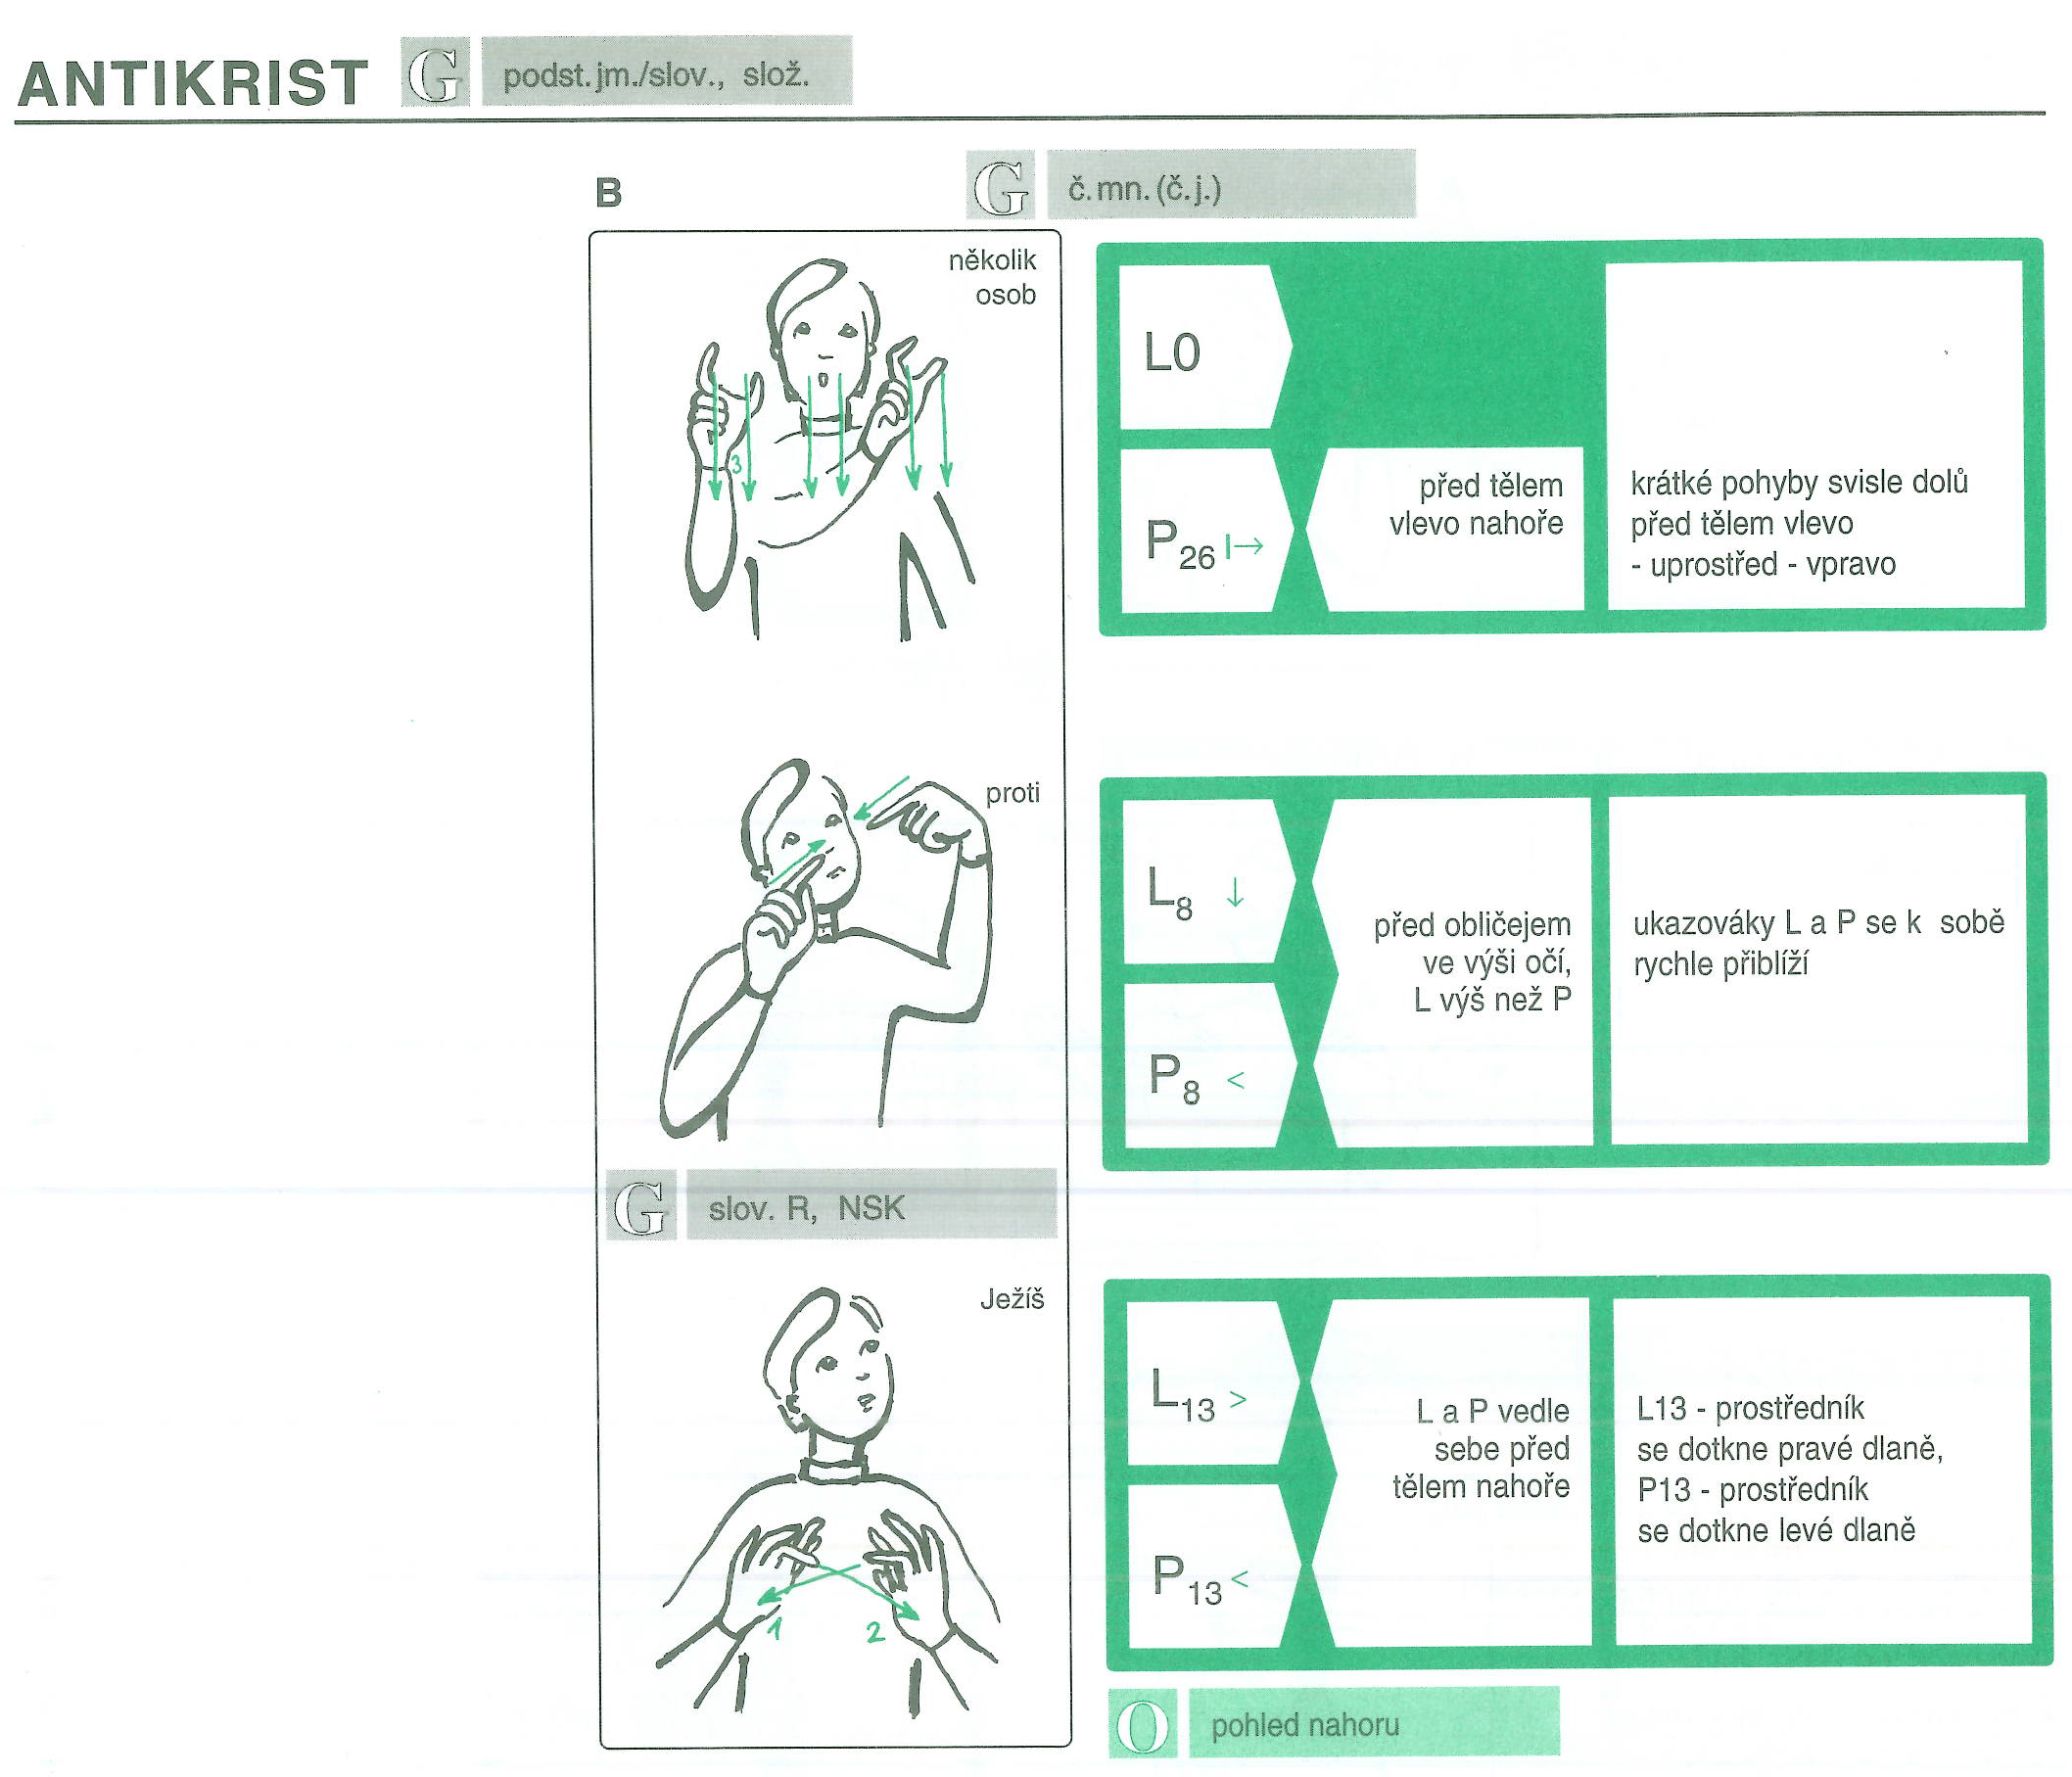 ANTIKRIST G podst. jm./slov., slož.
B
G č. mn. (č. j.)
několik
osob
3
L0
P26 |→
před tělem
vlevo nahoře
krátké pohyby svisle dolů
před tělem vlevo
- uprostřed - vpravo
proti
L8 ↓
P8 <
před obličejem
ve výši očí,
L výš než P
ukazováky L a P se k sobě
rychle přiblíží
G slov. R, NSK
Ježíš
1 2
L13 >
P13 <
L a P vedle
sebe před
tělem nahoře
L13 - prostředník
se dotkne pravé dlaně,
P13 - prostředník
se dotkne levé dlaně
O pohled nahoru